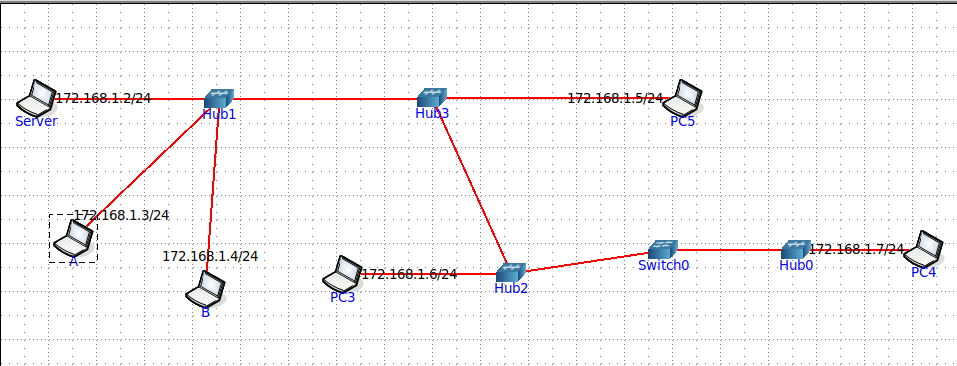 172.168.1.2/24
Server
Hub1
Hub3
172.168.1.5/24
PC5
172.168.1.3/24
A
172.168.1.4/24
B
172.168.1.6/24
PC3
Hub2
Switch0
Hub0
172.168.1.7/24
PC4